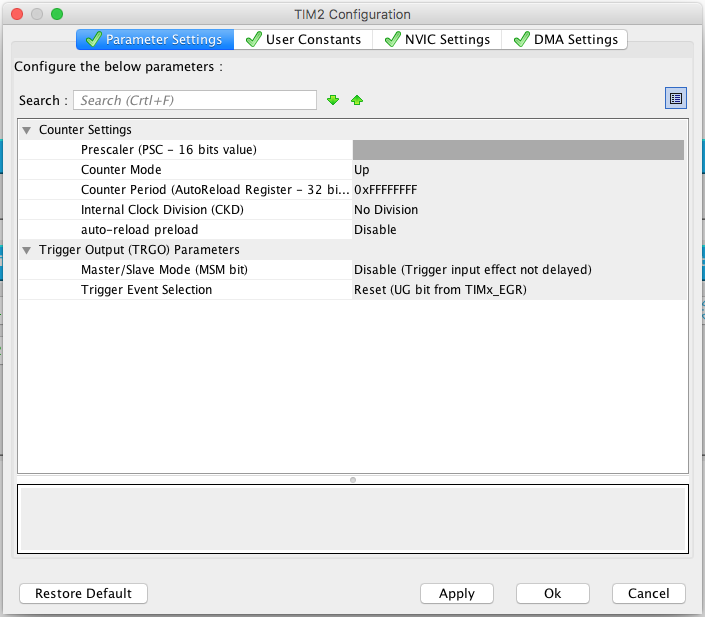 TIM2 Configuration
Parameter Settings User Constants NVIC Settings DMA Settings
Configure the below parameters :
Search : Search (Crtl+F)
Counter Settings
Prescaler (PSC - 16 bits value)
Counter Mode Up
Counter Period (AutoReload Register - 32 bi... 0xFFFFFFFF
Internal Clock Division (CKD) No Division
auto-reload preload Disable
Trigger Output (TRGO) Parameters
Master/Slave Mode (MSM bit) Disable (Trigger input effect not delayed)
Trigger Event Selection Reset (UG bit from TIMx_EGR)
Restore Default Apply Ok Cancel